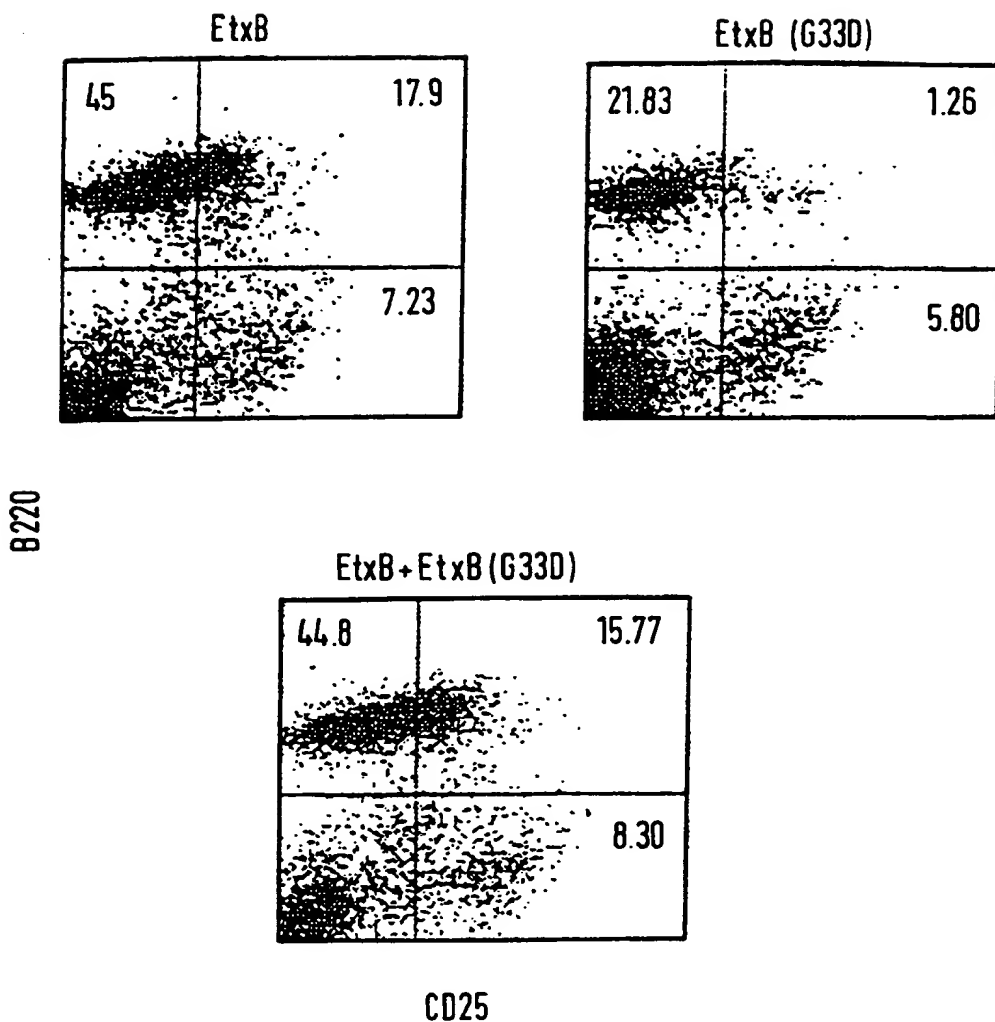 EtxB
45
17.9
7.23
EtxB (G33D)
21.83
1.26
5.80
B220
EtxB+EtxB(G33D)
44.8
15.77
8.30
CD25